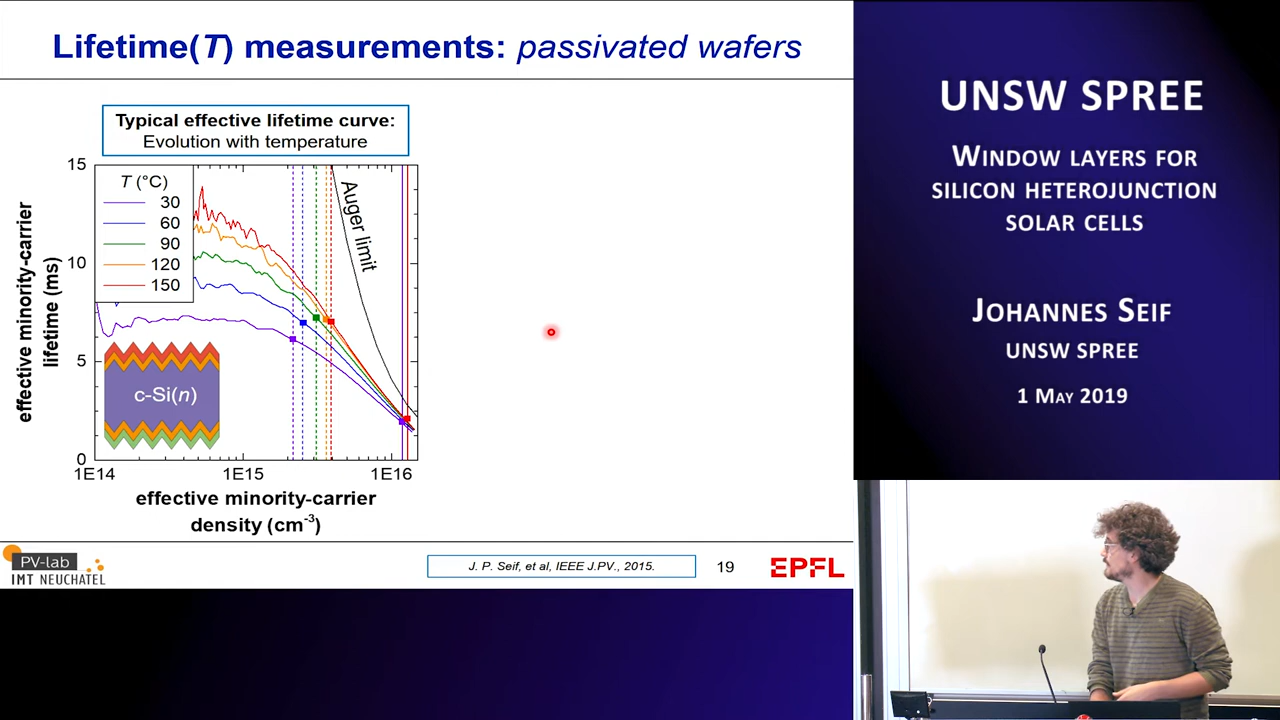 Lifetime(T) measurements: passivated wafers
Typical effective lifetime curve:
Evolution with temperature
effective minority-carrier
lifetime (ms)
15
10
5
0
T (°C)
30
60
90
120
150
Auger limit
c-Si(n)
1E14
1E15
1E16
effective minority-carrier
density (cm-3)
PV-lab
IMT NEUCHATEL
J. P. Seif, et al, IEEE J.PV., 2015.
19
EPFL
UNSW SPREE
WINDOW LAYERS FOR
SILICON HETEROJUNCTION
SOLAR CELLS
JOHANNES SEIF
UNSW SPREE
1 MAY 2019